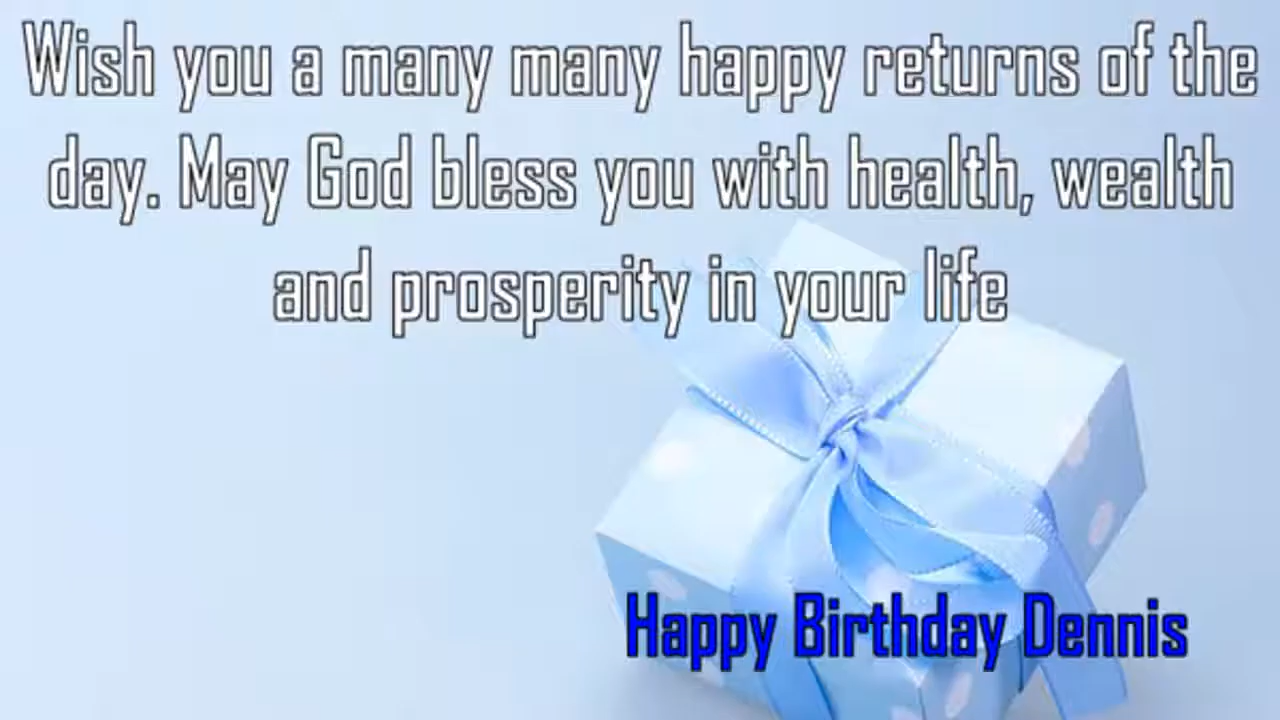 Wish you a many many happy returns of the
day. May God bless you with health, wealth
and prosperity in your life
Happy Birthday Dennis